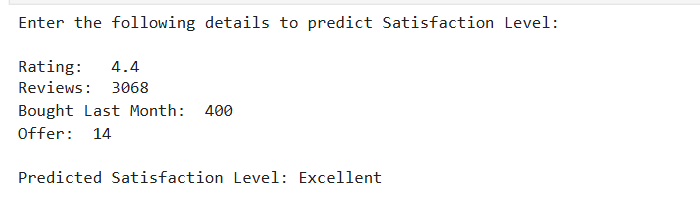 Enter the following details to predict Satisfaction Level:
Rating: 4.4
Reviews: 3068
Bought Last Month: 400
Offer: 14
Predicted Satisfaction Level: Excellent